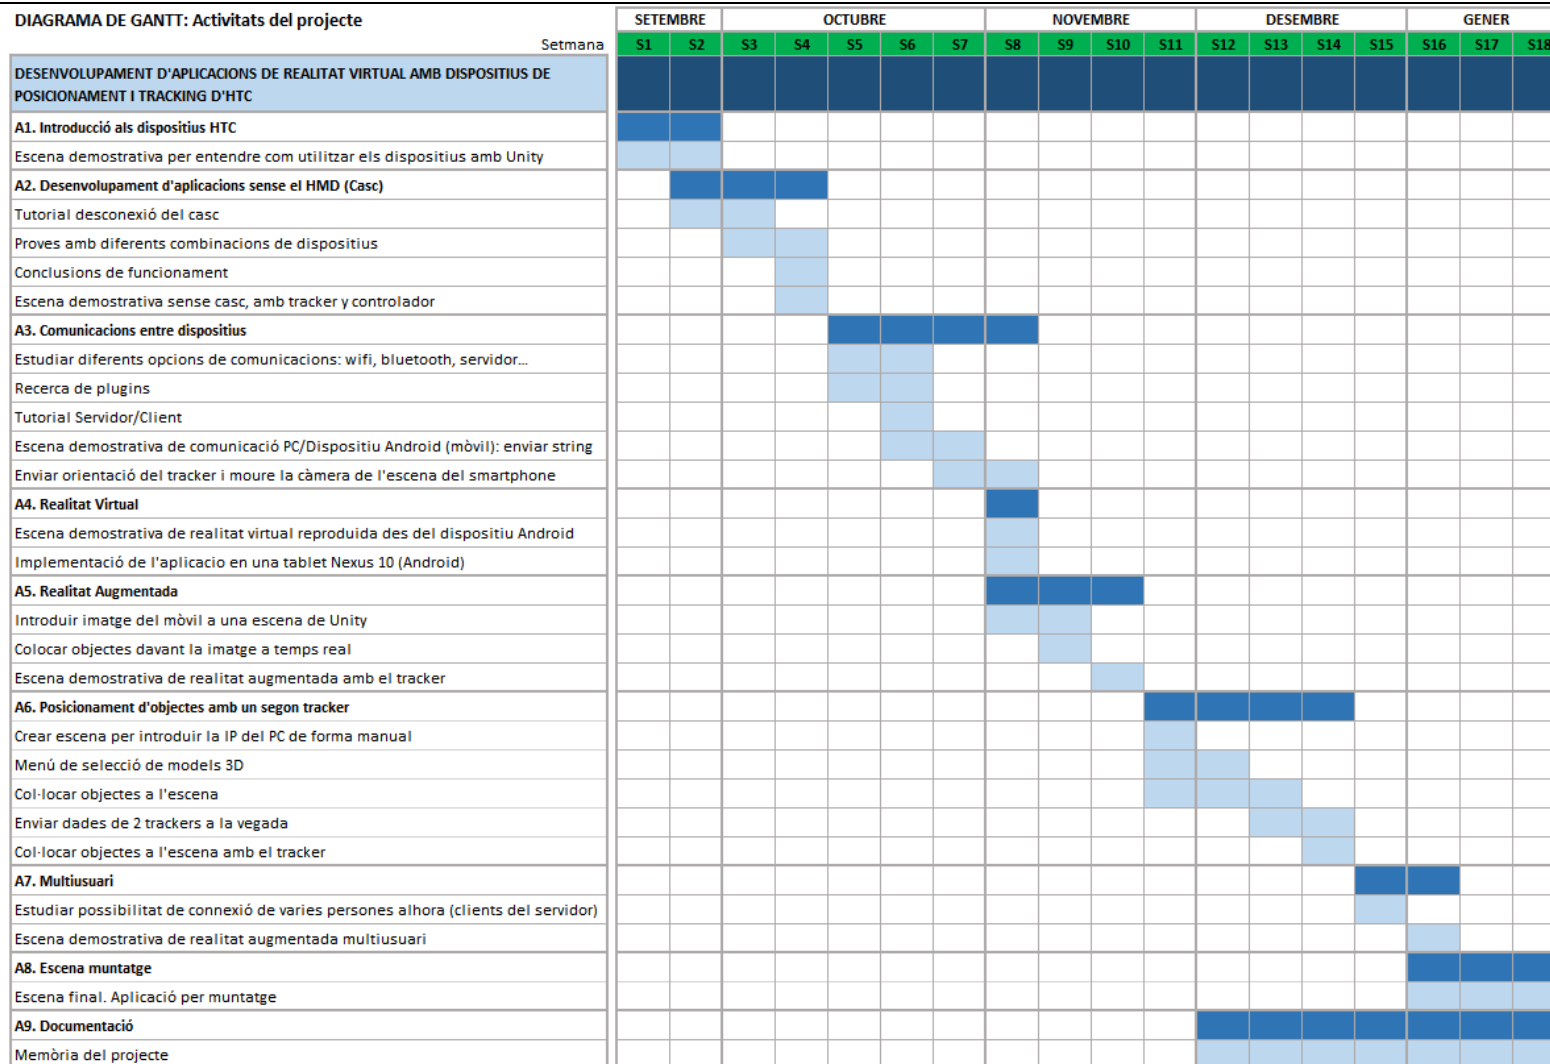 DIAGRAMA DE GANTT: Activitats del projecte
SETEMBRE OCTUBRE NOVEMBRE DESEMBRE GENER
Setmana S1 S2 S3 S4 S5 S6 S7 S8 S9 S10 S11 S12 S13 S14 S15 S16 S17 S18
DESENVOLUPAMENT D'APLICACIONS DE REALITAT VIRTUAL AMB DISPOSITIUS DE
POSICIONAMENT I TRACKING D'HTC
A1. Introducció als dispositius HTC
Escena demostrativa per entendre com utilitzar els dispositius amb Unity
A2. Desenvolupament d'aplicacions sense el HMD (Casc)
Tutorial desconexió del casc
Proves amb diferents combinacions de dispositius
Conclusions de funcionament
Escena demostrativa sense casc, amb tracker y controlador
A3. Comunicacions entre dispositius
Estudiar diferents opcions de comunicacions: wifi, bluetooth, servidor...
Recerca de plugins
Tutorial Servidor/Client
Escena demostrativa de comunicació PC/Dispositiu Android (mòvil): enviar string
Enviar orientació del tracker i moure la càmera de l'escena del smartphone
A4. Realitat Virtual
Escena demostrativa de realitat virtual reproduida des del dispositiu Android
Implementació de l'aplicacio en una tablet Nexus 10 (Android)
A5. Realitat Augmentada
Introduir imatge del mòvil a una escena de Unity
Colocar objectes davant la imatge a temps real
Escena demostrativa de realitat augmentada amb el tracker
A6. Posicionament d'objectes amb un segon tracker
Crear escena per introduir la IP del PC de forma manual
Menú de selecció de models 3D
Col·locar objectes a l'escena
Enviar dades de 2 trackers a la vegada
Col·locar objectes a l'escena amb el tracker
A7. Multiusuari
Estudiar possibilitat de connexió de varies persones alhora (clients del servidor)
Escena demostrativa de realitat augmentada multiusuari
A8. Escena muntatge
Escena final. Aplicació per muntatge
A9. Documentació
Memòria del projecte